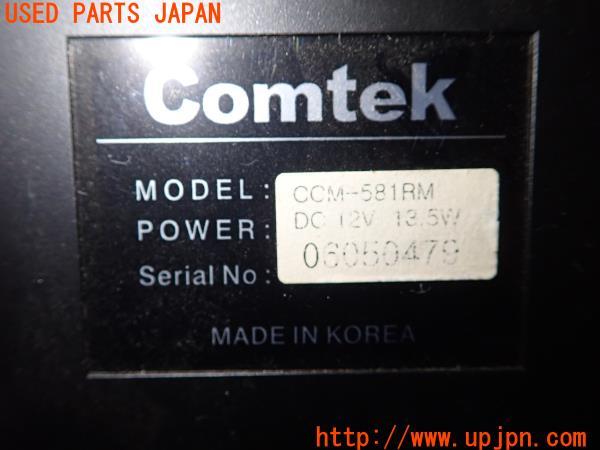 USED PARTS JAPAN
Comtek
MODEL: CCM-581RM
POWER: DC 12V 13.5W
Serial No: 06050479
MADE IN KOREA
http://www.upjpn.com